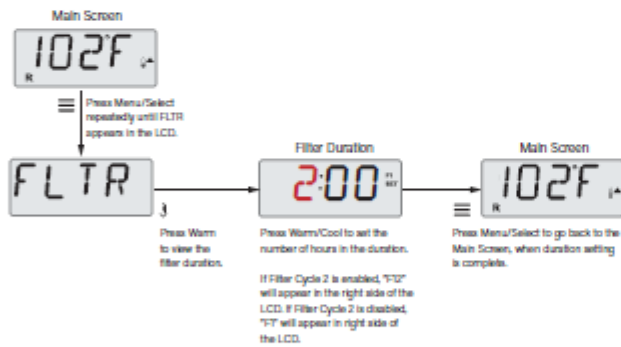 Main Screen
102°F
R
Press Menu/Select
repeatedly until FLTR
appears in the LCD.
FLTR
Press Warm
to view the
filter duration.
Filter Duration
2:00
F1
SET
Press Warm/Cool to set the
number of hours in the duration.
If Filter Cycle 2 is enabled, "F12"
will appear in the right side of the
LCD. If Filter Cycle 2 is disabled,
"F1" will appear in right side of
the LCD.
Main Screen
102°F
R
Press Menu/Select to go back to the
Main Screen, when duration setting
is complete.